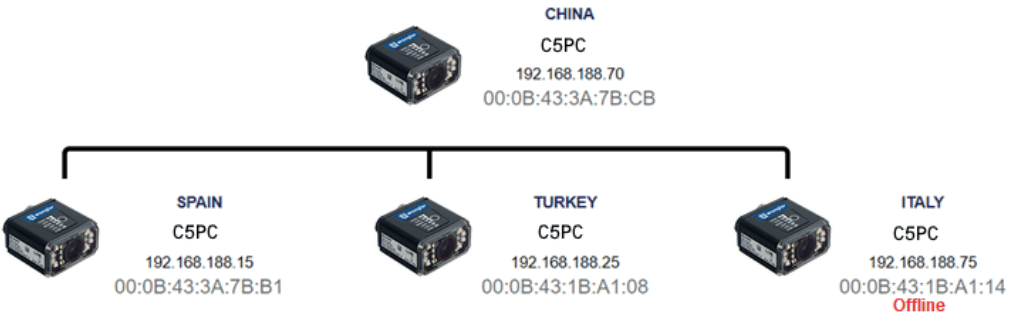 CHINA
C5PC
192.168.188.70
00:0B:43:3A:7B:CB
SPAIN
C5PC
192.168.188.15
00:0B:43:3A:7B:B1
TURKEY
C5PC
192.168.188.25
00:0B:43:1B:A1:08
ITALY
C5PC
192.168.188.75
00:0B:43:1B:A1:14
Offline